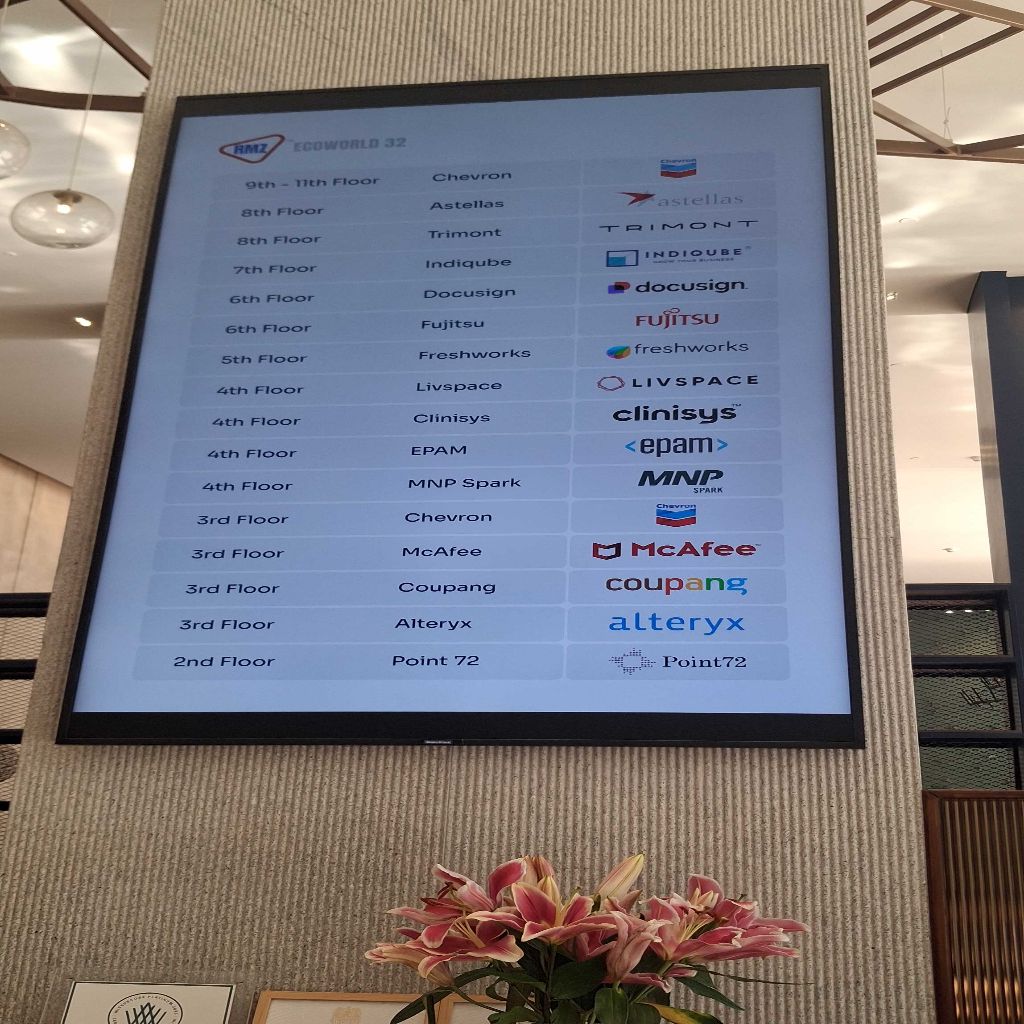 RMZ ECOWORLD 32
9th - 11th Floor Chevron Chevron
8th Floor Astellas astellas
8th Floor Trimont TRIMONT
7th Floor Indiqube INDIQUBE
6th Floor Docusign docusign
6th Floor Fujitsu FUJITSU
5th Floor Freshworks freshworks
4th Floor Livspace LIVSPACE
4th Floor Clinisys clinisys™
4th Floor EPAM <epam>
4th Floor MNP Spark MNP SPARK
3rd Floor Chevron Chevron
3rd Floor McAfee McAfee™
3rd Floor Coupang coupang
3rd Floor Alteryx alteryx
2nd Floor Point 72 Point72